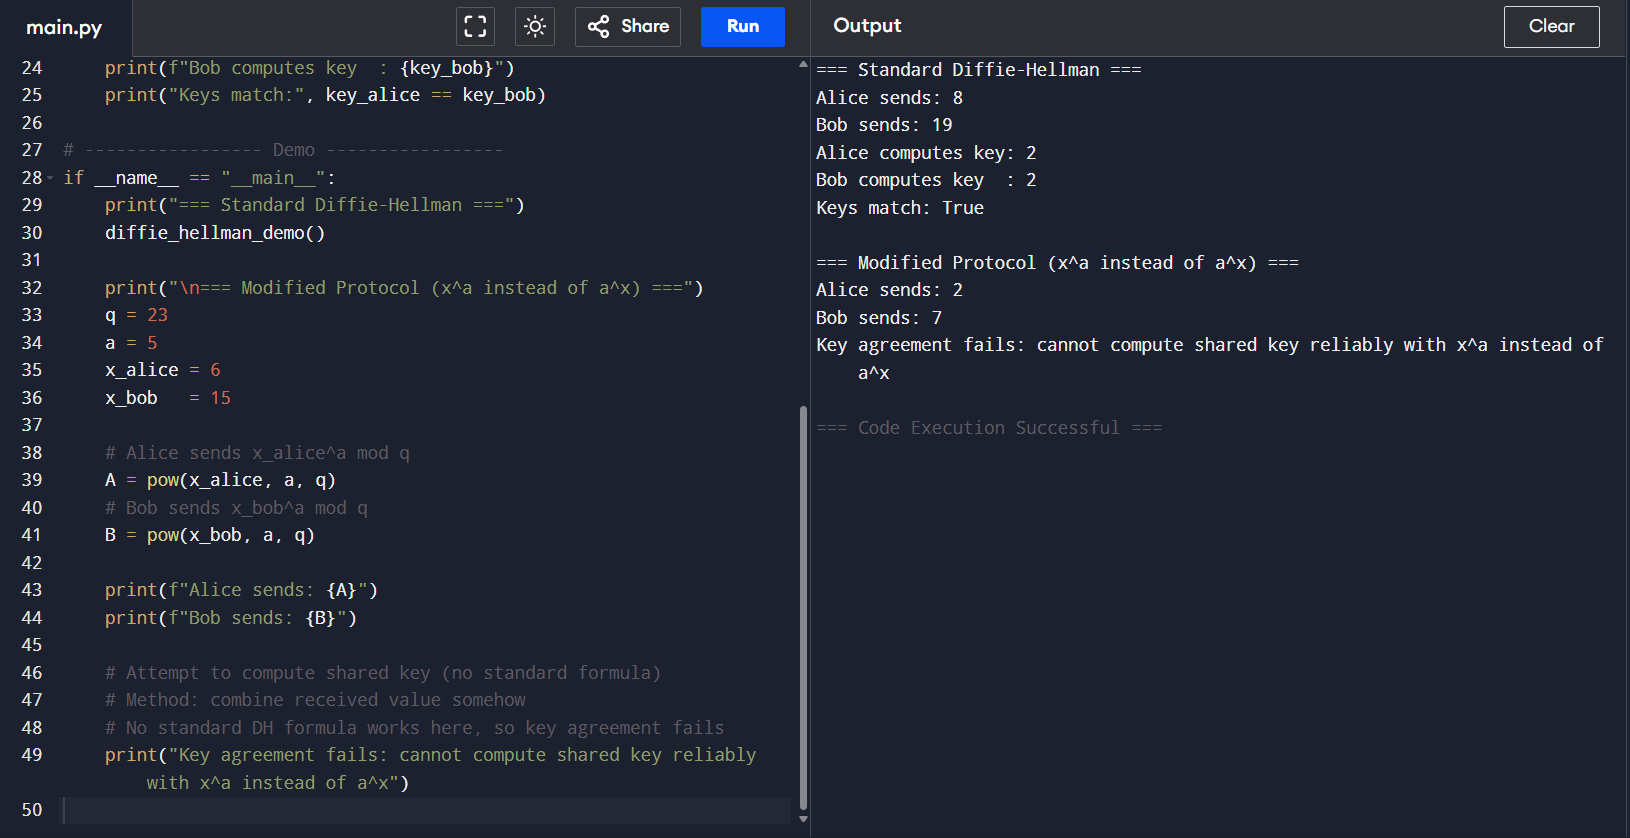 main.py
Share
Run
Output
Clear
24     print(f"Bob computes key  : {key_bob}")
25     print("Keys match:", key_alice == key_bob)
26
27 # ----------------- Demo -----------------
28 if __name__ == "__main__":
29     print("=== Standard Diffie-Hellman ===")
30     diffie_hellman_demo()
31
32     print("\n=== Modified Protocol (x^a instead of a^x) ===")
33     q = 23
34     a = 5
35     x_alice = 6
36     x_bob   = 15
37
38     # Alice sends x_alice^a mod q
39     A = pow(x_alice, a, q)
40     # Bob sends x_bob^a mod q
41     B = pow(x_bob, a, q)
42
43     print(f"Alice sends: {A}")
44     print(f"Bob sends: {B}")
45
46     # Attempt to compute shared key (no standard formula)
47     # Method: combine received value somehow
48     # No standard DH formula works here, so key agreement fails
49     print("Key agreement fails: cannot compute shared key reliably
with x^a instead of a^x")
50
=== Standard Diffie-Hellman ===
Alice sends: 8
Bob sends: 19
Alice computes key: 2
Bob computes key  : 2
Keys match: True
=== Modified Protocol (x^a instead of a^x) ===
Alice sends: 2
Bob sends: 7
Key agreement fails: cannot compute shared key reliably with x^a instead of
a^x
=== Code Execution Successful ===